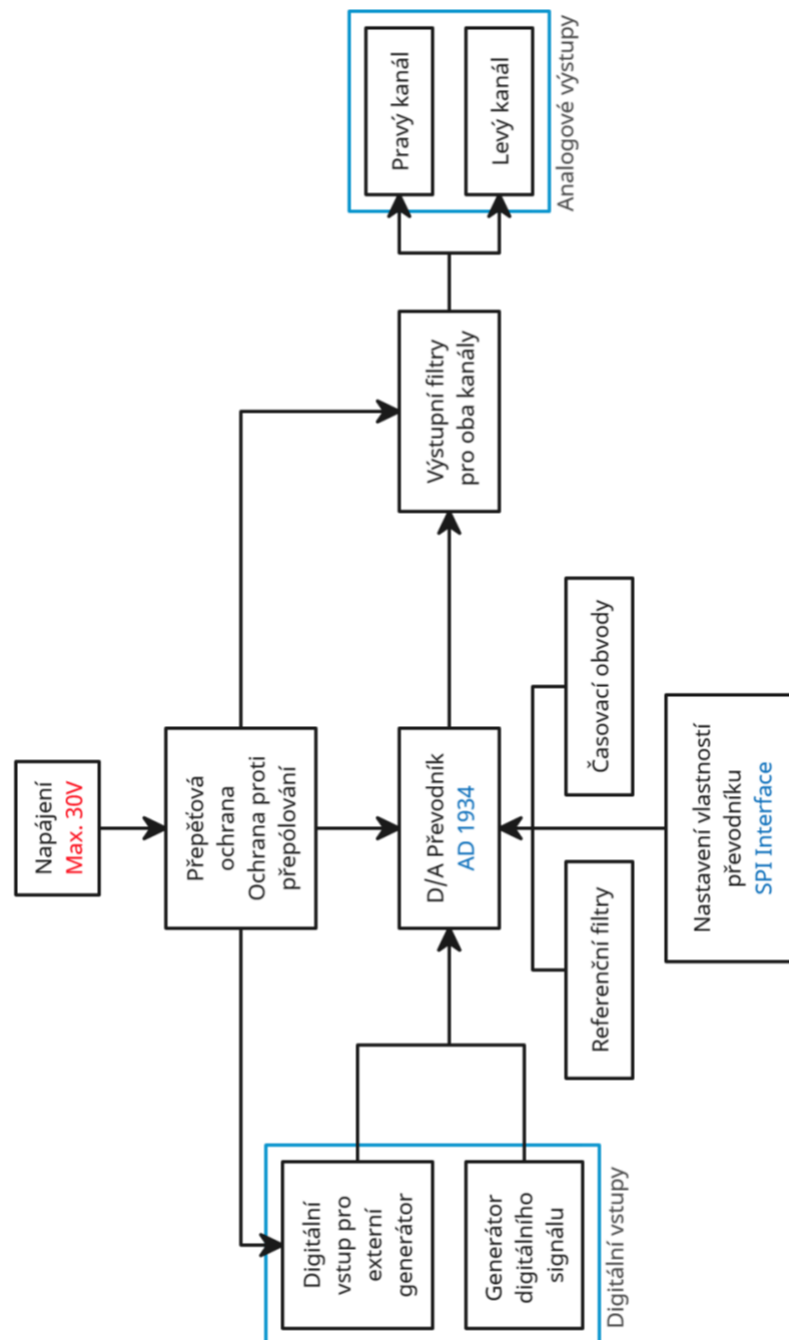 Napájení
Max. 30V
Přepěťová
ochrana
Ochrana proti
přepólování
Digitální
vstup pro
externí
generátor
Generátor
digitálního
signálu
Digitální vstupy
D/A Převodník
AD 1934
Výstupní filtry
pro oba kanály
Pravý kanál
Levý kanál
Analogové výstupy
Referenční filtry
Časovací obvody
Nastavení vlastností
převodníku
SPI Interface